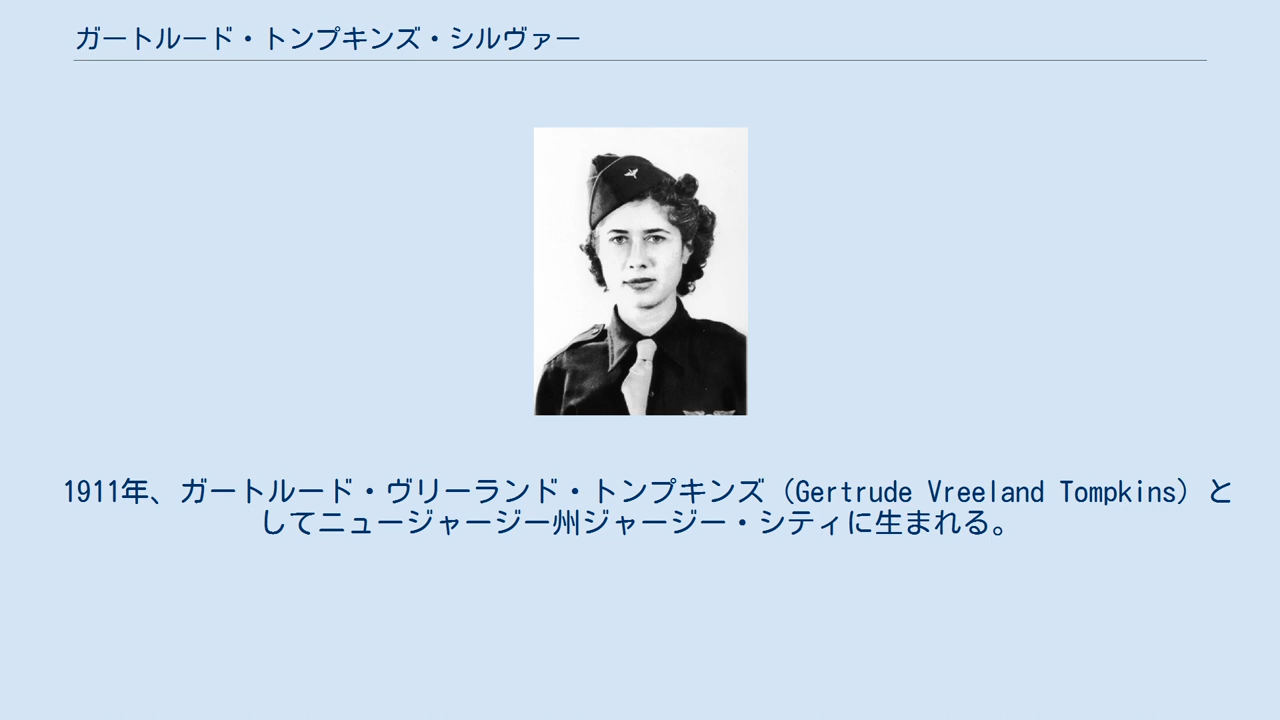 ガートルード・トンプキンズ・シルヴァー
1911年、ガートルード・ヴリーランド・トンプキンズ（Gertrude Vreeland Tompkins）と
してニュージャージー州ジャージー・シティに生まれる。